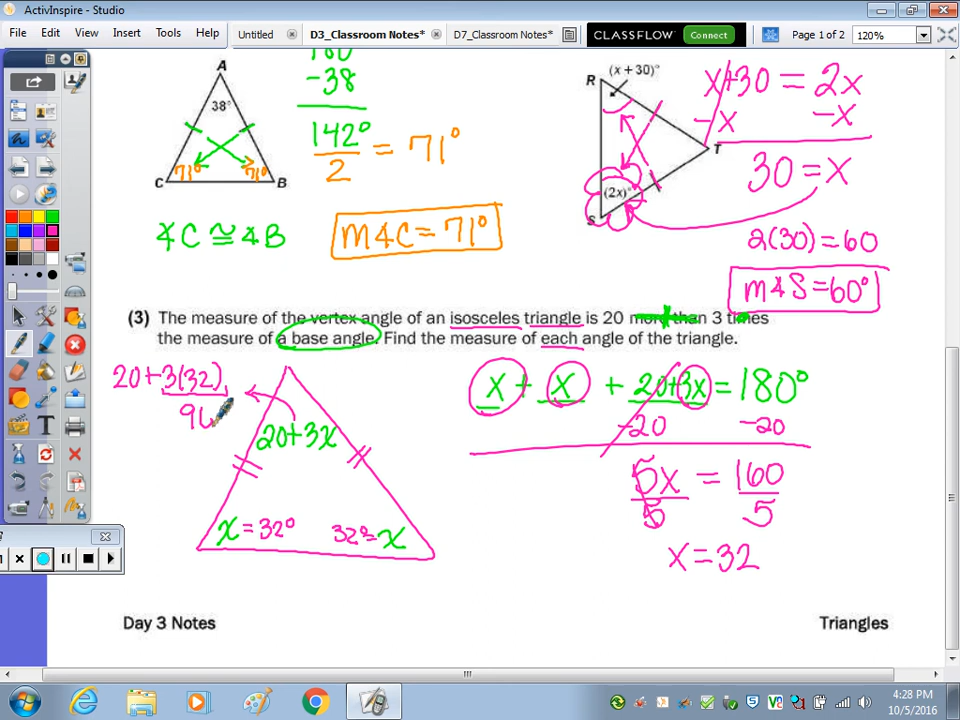 ActivInspire - Studio
File Edit View Insert Tools Help Untitled D3_Classroom Notes* D7_Classroom Notes* CLASSFLOW Connect Page 1 of 2 120%
A
38°
71° 71°
C B
-38
142°
2
= 71°
∡C ≅ ∡B
m∡C = 71°
R (x + 30)°
T
(2x)°
S
x+30 = 2x
-x -x
30 = x
2(30) = 60
m∡S = 60°
(3) The measure of the vertex angle of an isosceles triangle is 20 more than 3 times
the measure of a base angle. Find the measure of each angle of the triangle.
20+3(32)
96
20+3x
x = 32° 32°= x
x + x + 20+3x = 180°
-20 -20
5x = 160
5 5
x = 32
Day 3 Notes Triangles
4:28 PM
10/5/2016